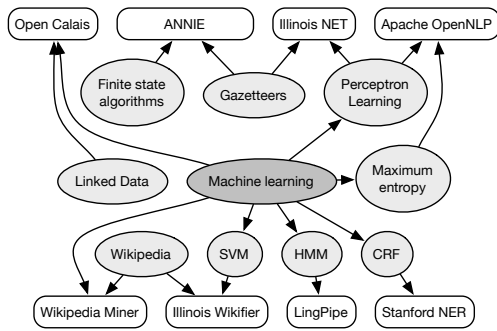 Open Calais
ANNIE
Illinois NET
Apache OpenNLP
Finite state
algorithms
Gazetteers
Perceptron
Learning
Linked Data
Machine learning
Maximum
entropy
Wikipedia
SVM
HMM
CRF
Wikipedia Miner
Illinois Wikifier
LingPipe
Stanford NER